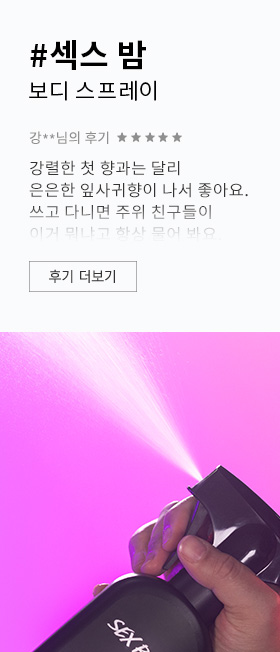 #섹스 밤
보디 스프레이
강**님의 후기 ★★★★★
강렬한 첫 향과는 달리
은은한 잎사귀향이 나서 좋아요.
쓰고 다니면 주위 친구들이
이거 뭐냐고 항상 물어 봐요.
후기 더보기
SEX B